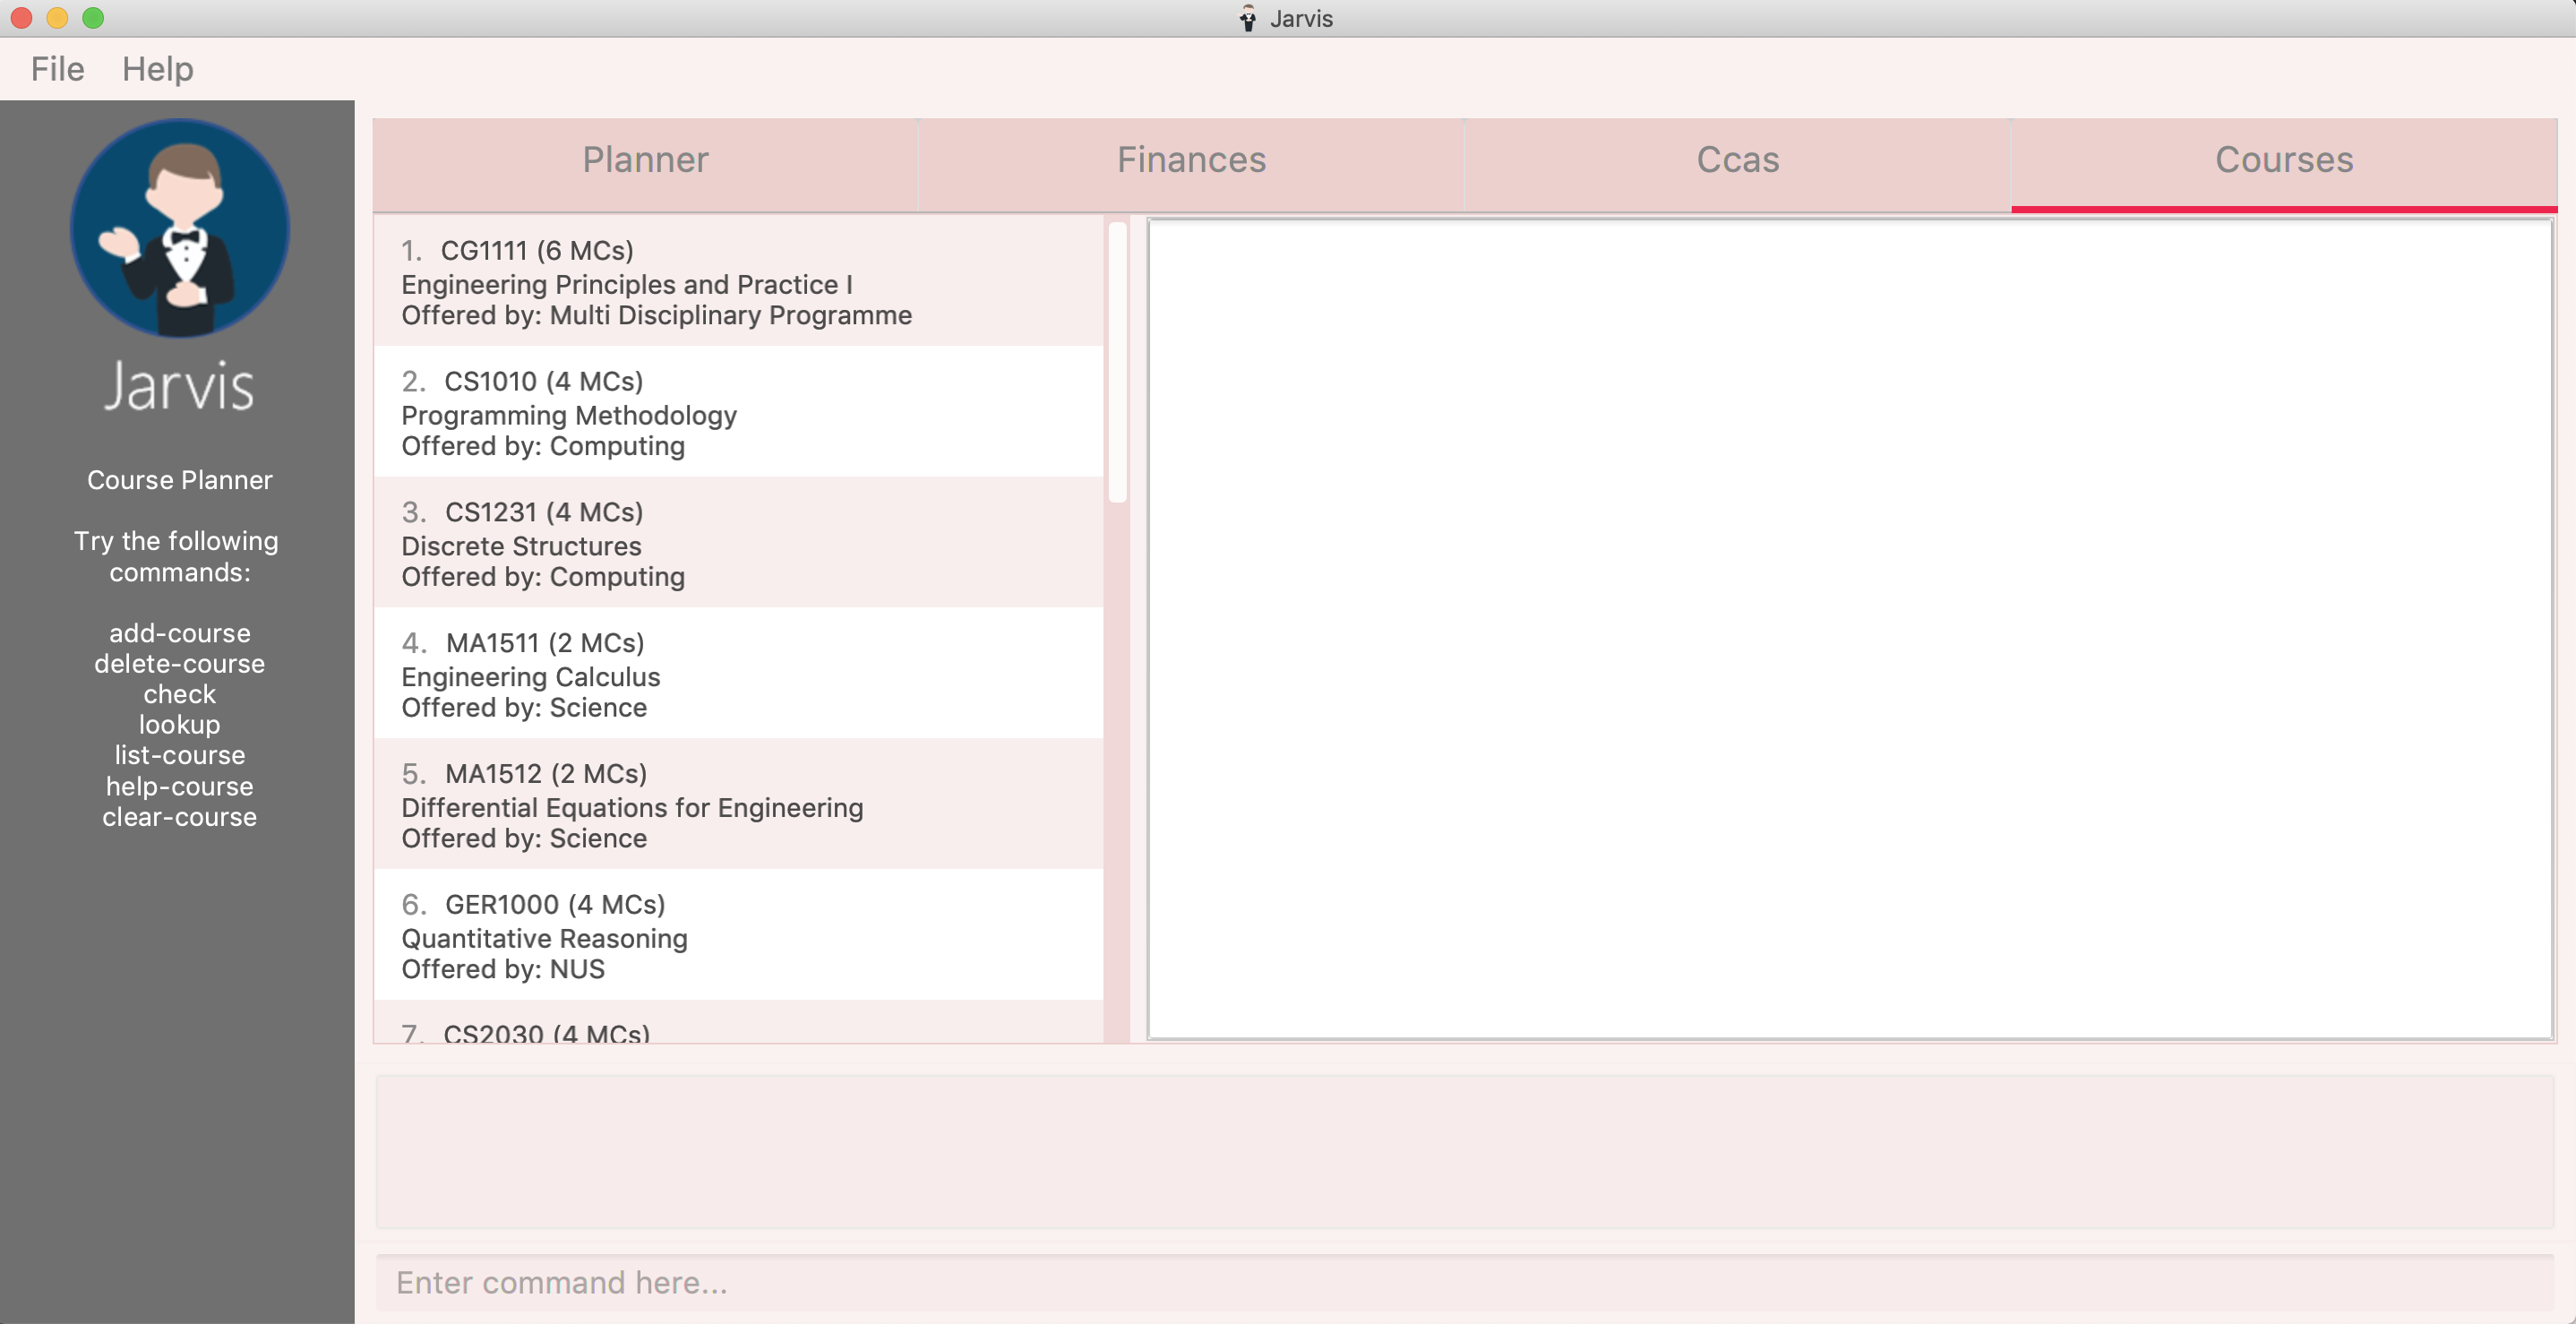 Jarvis
File Help
Jarvis
Course Planner
Try the following
commands:
add-course
delete-course
check
lookup
list-course
help-course
clear-course
Planner Finances Ccas Courses
1. CG1111 (6 MCs)
Engineering Principles and Practice I
Offered by: Multi Disciplinary Programme
2. CS1010 (4 MCs)
Programming Methodology
Offered by: Computing
3. CS1231 (4 MCs)
Discrete Structures
Offered by: Computing
4. MA1511 (2 MCs)
Engineering Calculus
Offered by: Science
5. MA1512 (2 MCs)
Differential Equations for Engineering
Offered by: Science
6. GER1000 (4 MCs)
Quantitative Reasoning
Offered by: NUS
7. CS2030 (4 MCs)
Enter command here...